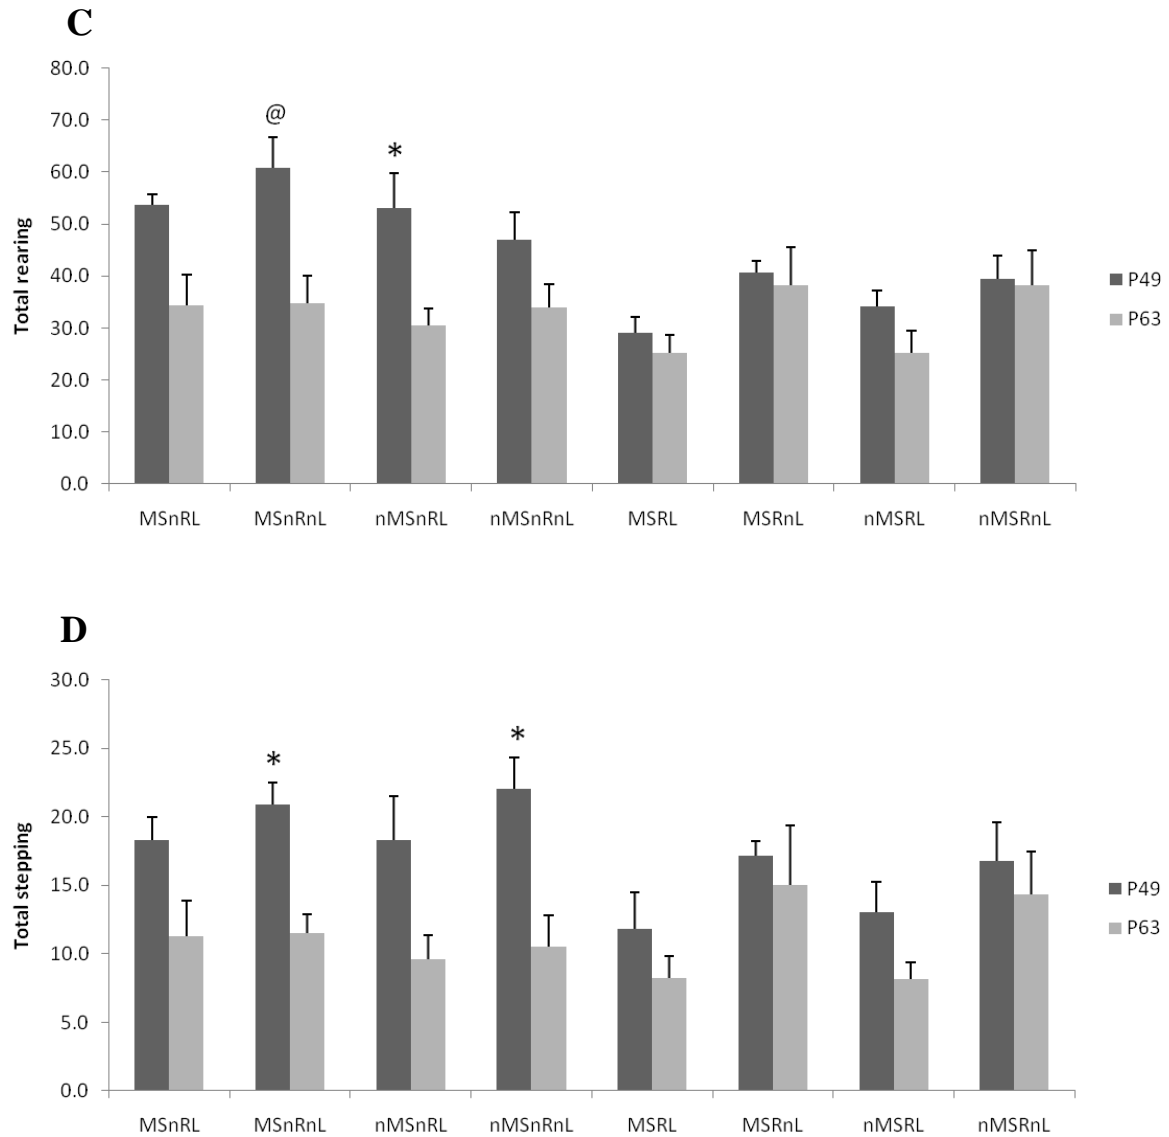 C
80.0
70.0
60.0
50.0
40.0
30.0
20.0
10.0
0.0
Total rearing
@
*
MSnRL MSnRnL nMSnRL nMSnRnL MSRL MSRnL nMSRL nMSRnL
P49
P63
D
30.0
25.0
20.0
15.0
10.0
5.0
0.0
Total stepping
*
*
MSnRL MSnRnL nMSnRL nMSnRnL MSRL MSRnL nMSRL nMSRnL
P49
P63